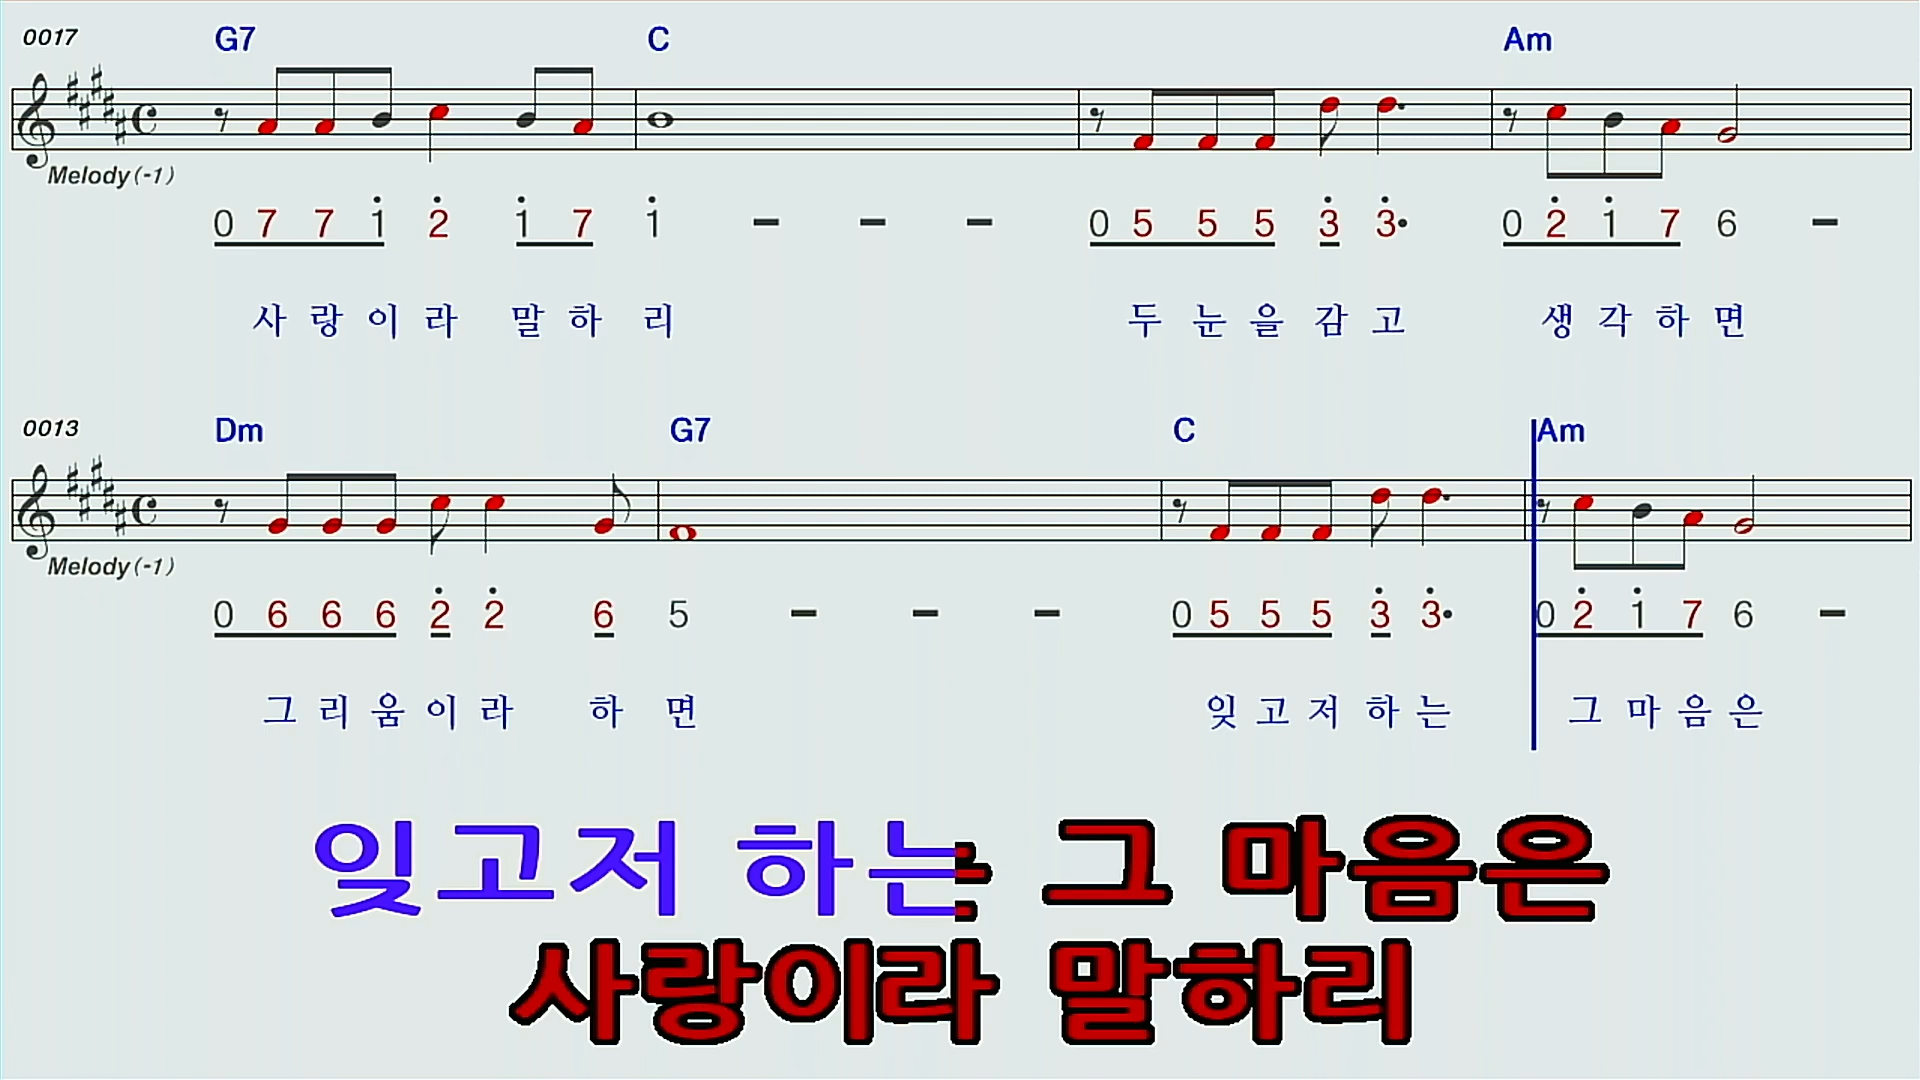 0017 G7 C Am
Melody(-1)
0 7 7 1 2 1 7 1 - - - 0 5 5 5 3 3· 0 2 1 7 6 -
사랑이라 말하리 두눈을감고 생각하면
0013 Dm G7 C Am
Melody(-1)
0 6 6 6 2 2 6 5 - - - 0 5 5 5 3 3· 0 2 1 7 6 -
그리움이라 하면 잊고저하는 그마음은
잊고저 하는 그 마음은
사랑이라 말하리